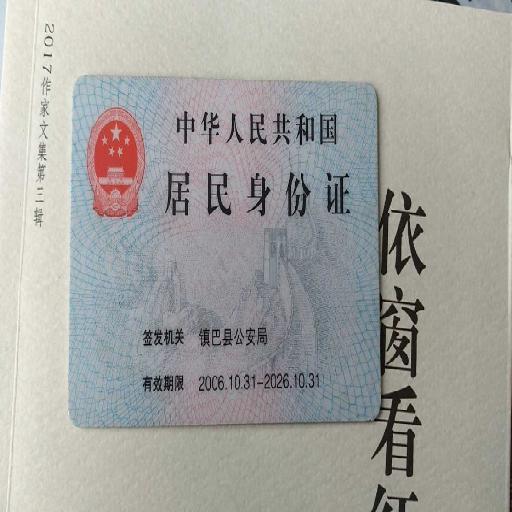 2017作家文集第三辑
中华人民共和国
居民身份证
签发机关 镇巴县公安局
有效期限 2006.10.31-2026.10.31
依窗看